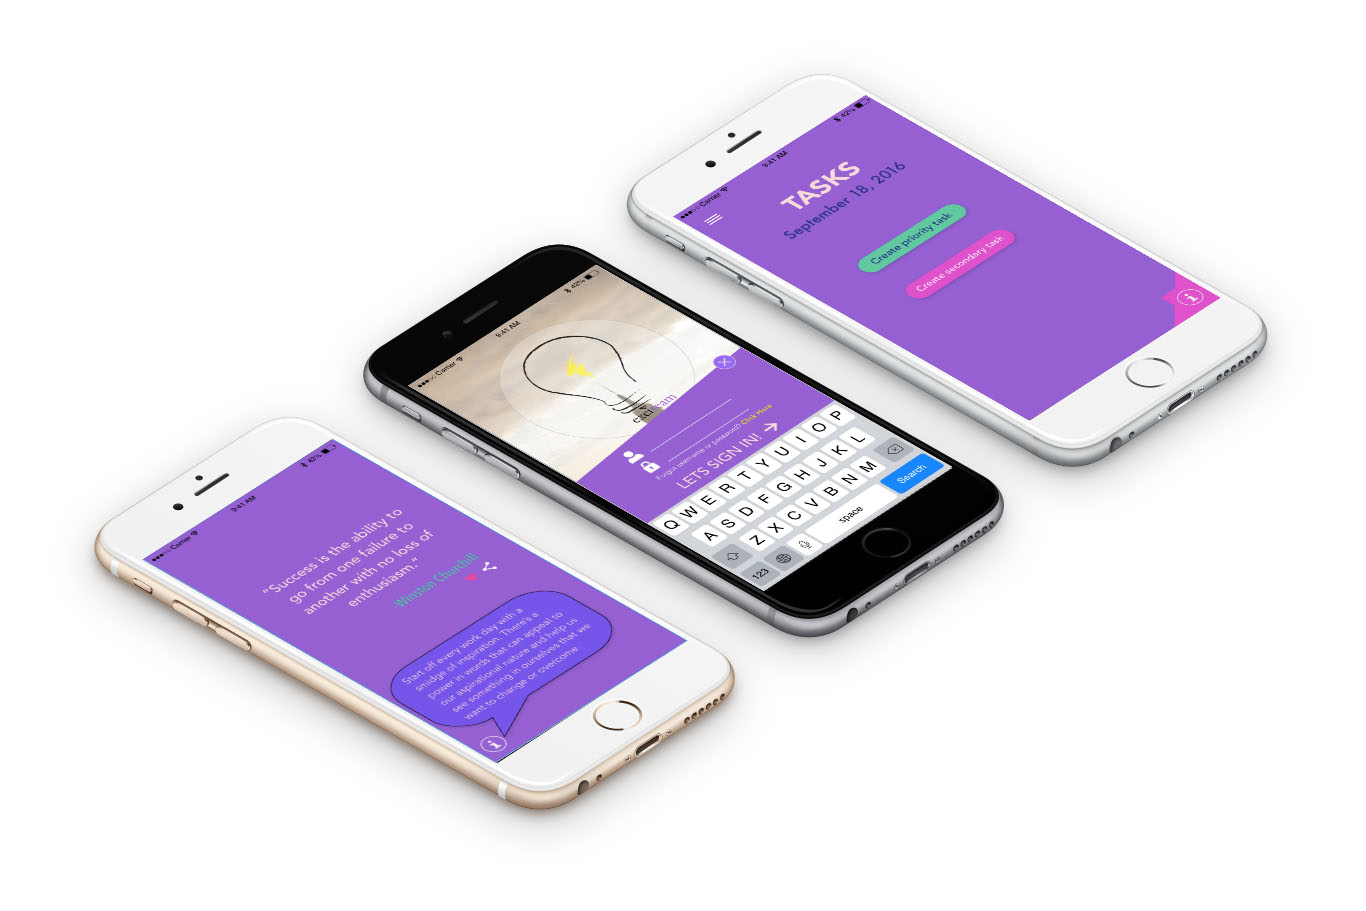 Carrier
9:41 AM
42%
"Success is the ability to
go from one failure to
another with no loss of
enthusiasm."
-Winston Churchill
Start off every work day with a
smidge of inspiration. There's a
power in words that can appeal to
our aspirational nature and help us
see something in ourselves that we
want to change or overcome.
i
Carrier
9:41 AM
42%
Forgot username or password? Click Here
LETS SIGN IN!
Q W E R T Y U I O P
A S D F G H J K L
Z X C V B N M
123
space
Search
Carrier
9:41 AM
42%
TASKS
September 18, 2016
Create priority task
Create secondary task
i